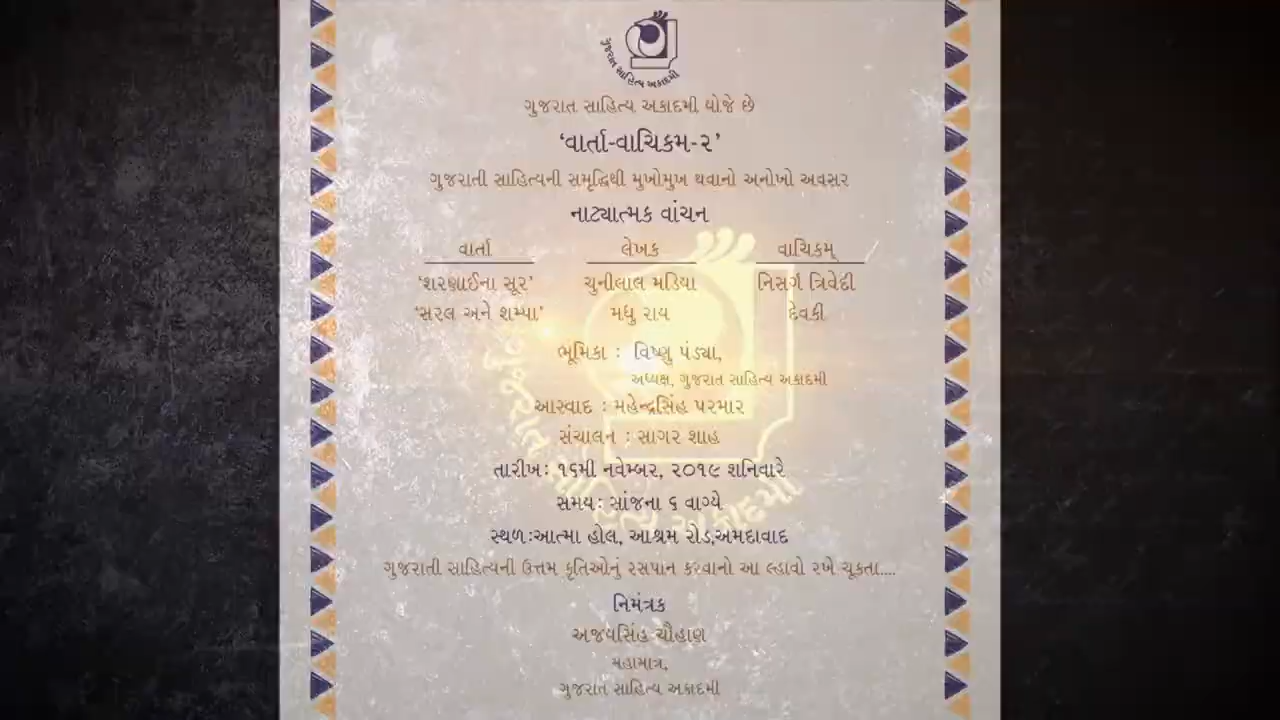 ગુજરાત સાહિત્ય અકાદમી
ગુજરાત સાહિત્ય અકાદમી યોજે છે
‘વાર્તા-વાચિકમ-૨’
ગુજરાતી સાહિત્યની સમૃદ્ધિથી મુખોમુખ થવાનો અનોખો અવસર
નાટ્યાત્મક વાંચન
વાર્તા લેખક વાચિકમ્
‘શરણાઈના સૂર’ ચુનીલાલ મડિયા નિસર્ગ ત્રિવેદી
‘સરલ અને શમ્પા’ મધુ રાય દેવકી
ભૂમિકા : વિષ્ણુ પંડ્યા,
અધ્યક્ષ, ગુજરાત સાહિત્ય અકાદમી
આસ્વાદ : મહેન્દ્રસિંહ પરમાર
સંચાલન : સાગર શાહ
તારીખ: ૧૬મી નવેમ્બર, ૨૦૧૯ શનિવારે
સમય: સાંજના ૬ વાગ્યે
સ્થળ:આત્મા હોલ, આશ્રમ રોડ,અમદાવાદ
ગુજરાતી સાહિત્યની ઉત્તમ કૃતિઓનું રસપાન કરવાનો આ લ્હાવો રખે ચૂકતા....
નિમંત્રક
અજયસિંહ ચૌહાણ
મહામાત્ર,
ગુજરાત સાહિત્ય અકાદમી